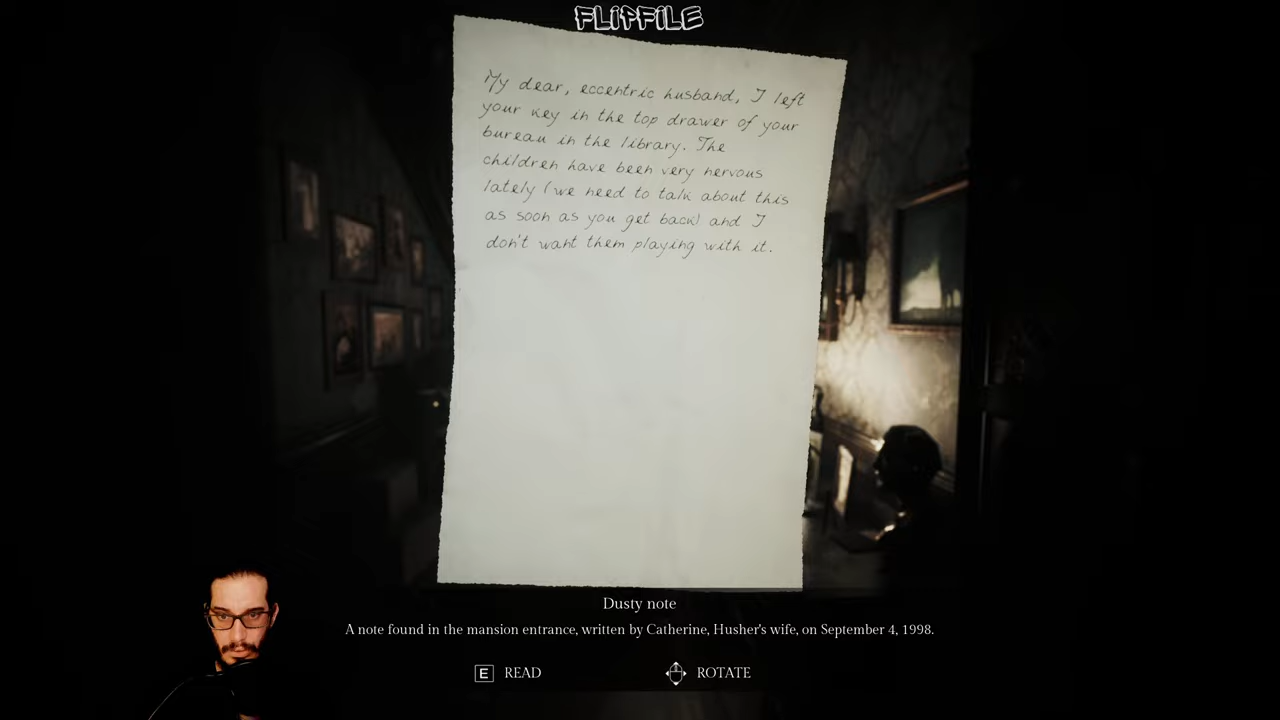 FLIPFILE
My dear, eccentric husband, I left
your key in the top drawer of your
bureau in the library. The
children have been very nervous
lately (we need to talk about this
as soon as you get back) and I
don't want them playing with it.
Dusty note
A note found in the mansion entrance, written by Catherine, Husher's wife, on September 4, 1998.
E READ ROTATE